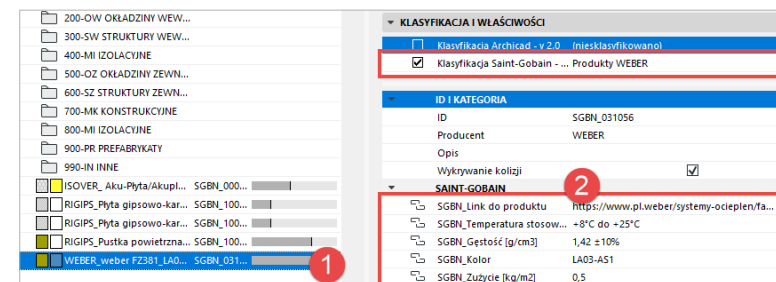 200-OW OKŁADZINY WEW...
300-SW STRUKTURY WEW...
400-MI IZOLACYJNE
500-OZ OKŁADZINY ZEWN...
600-SZ STRUKTURY ZEWN...
700-MK KONSTRUKCYJNE
800-MI IZOLACYJNE
900-PR PREFABRYKATY
990-IN INNE
ISOVER_ Aku-Płyta/Akupl... SGBN_000...
RIGIPS_Płyta gipsowo-kar... SGBN_100...
RIGIPS_Płyta gipsowo-kar... SGBN_100...
RIGIPS_Pustka powietrzna... SGBN_100...
WEBER_weber FZ381_LA0... SGBN_031...
1
KLASYFIKACJA I WŁAŚCIWOŚCI
Klasyfikacja Archicad - v 2.0 (niesklasyfikowano)
Klasyfikacja Saint-Gobain - ... Produkty WEBER
ID I KATEGORIA
ID SGBN_031056
Producent WEBER
Opis
Wykrywanie kolizji
2
SAINT-GOBAIN
SGBN_Link do produktu https://www.pl.weber/systemy-ocieplen/fa...
SGBN_Temperatura stosow... +8°C do +25°C
SGBN_Gęstość [g/cm3] 1,42 ±10%
SGBN_Kolor LA03-AS1
SGBN_Zużycie [kg/m2] 0,5